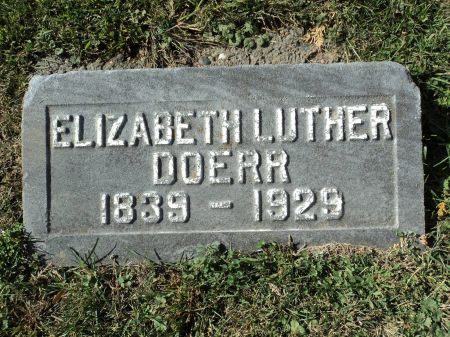 ELIZABETH LUTHER
DOERR
1839 - 1929